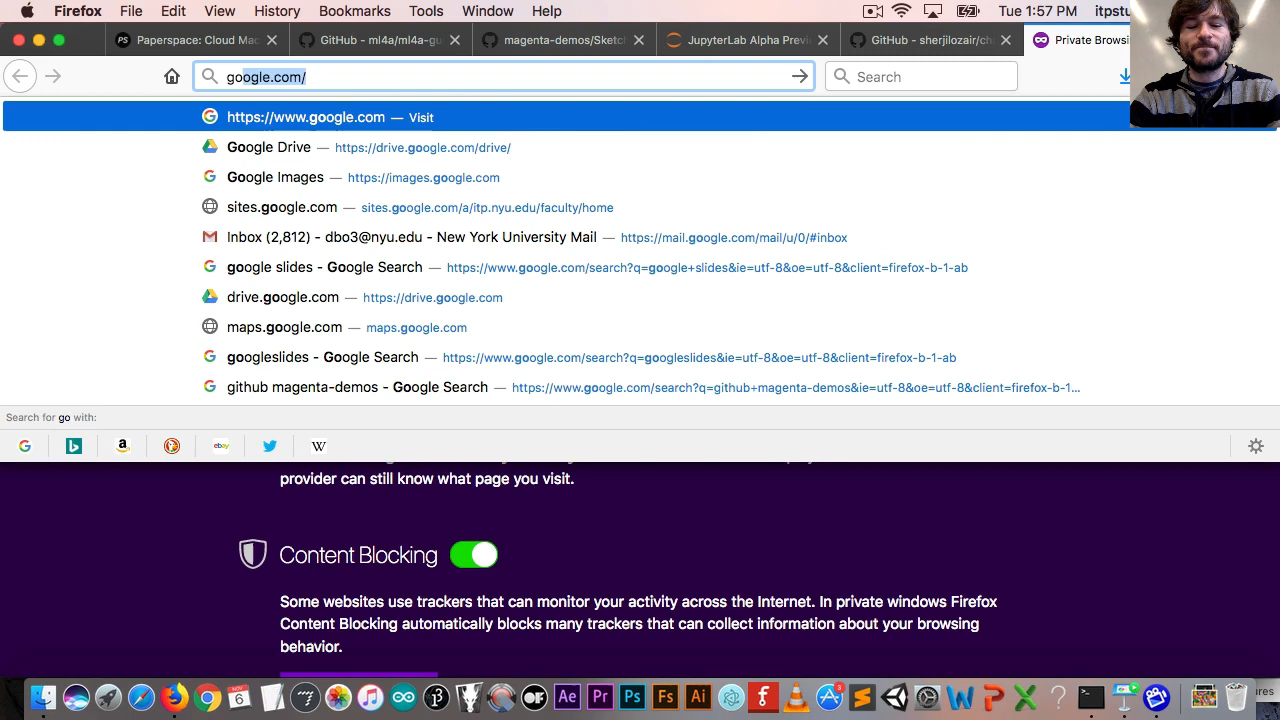 Firefox File Edit View History Bookmarks Tools Window Help Tue 1:57 PM itpstu
Paperspace: Cloud Mac GitHub - ml4a/ml4a-gu magenta-demos/Sketch JupyterLab Alpha Previ GitHub - sherjilozair/ch Private Browsi
google.com/ Search
https://www.google.com — Visit
Google Drive — https://drive.google.com/drive/
Google Images — https://images.google.com
sites.google.com — sites.google.com/a/itp.nyu.edu/faculty/home
Inbox (2,812) - dbo3@nyu.edu - New York University Mail — https://mail.google.com/mail/u/0/#inbox
google slides - Google Search — https://www.google.com/search?q=google+slides&ie=utf-8&oe=utf-8&client=firefox-b-1-ab
drive.google.com — https://drive.google.com
maps.google.com — maps.google.com
googleslides - Google Search — https://www.google.com/search?q=googleslides&ie=utf-8&oe=utf-8&client=firefox-b-1-ab
github magenta-demos - Google Search — https://www.google.com/search?q=github+magenta-demos&ie=utf-8&oe=utf-8&client=firefox-b-1...
Search for go with:
provider can still know what page you visit.
Content Blocking
Some websites use trackers that can monitor your activity across the Internet. In private windows Firefox
Content Blocking automatically blocks many trackers that can collect information about your browsing
behavior.